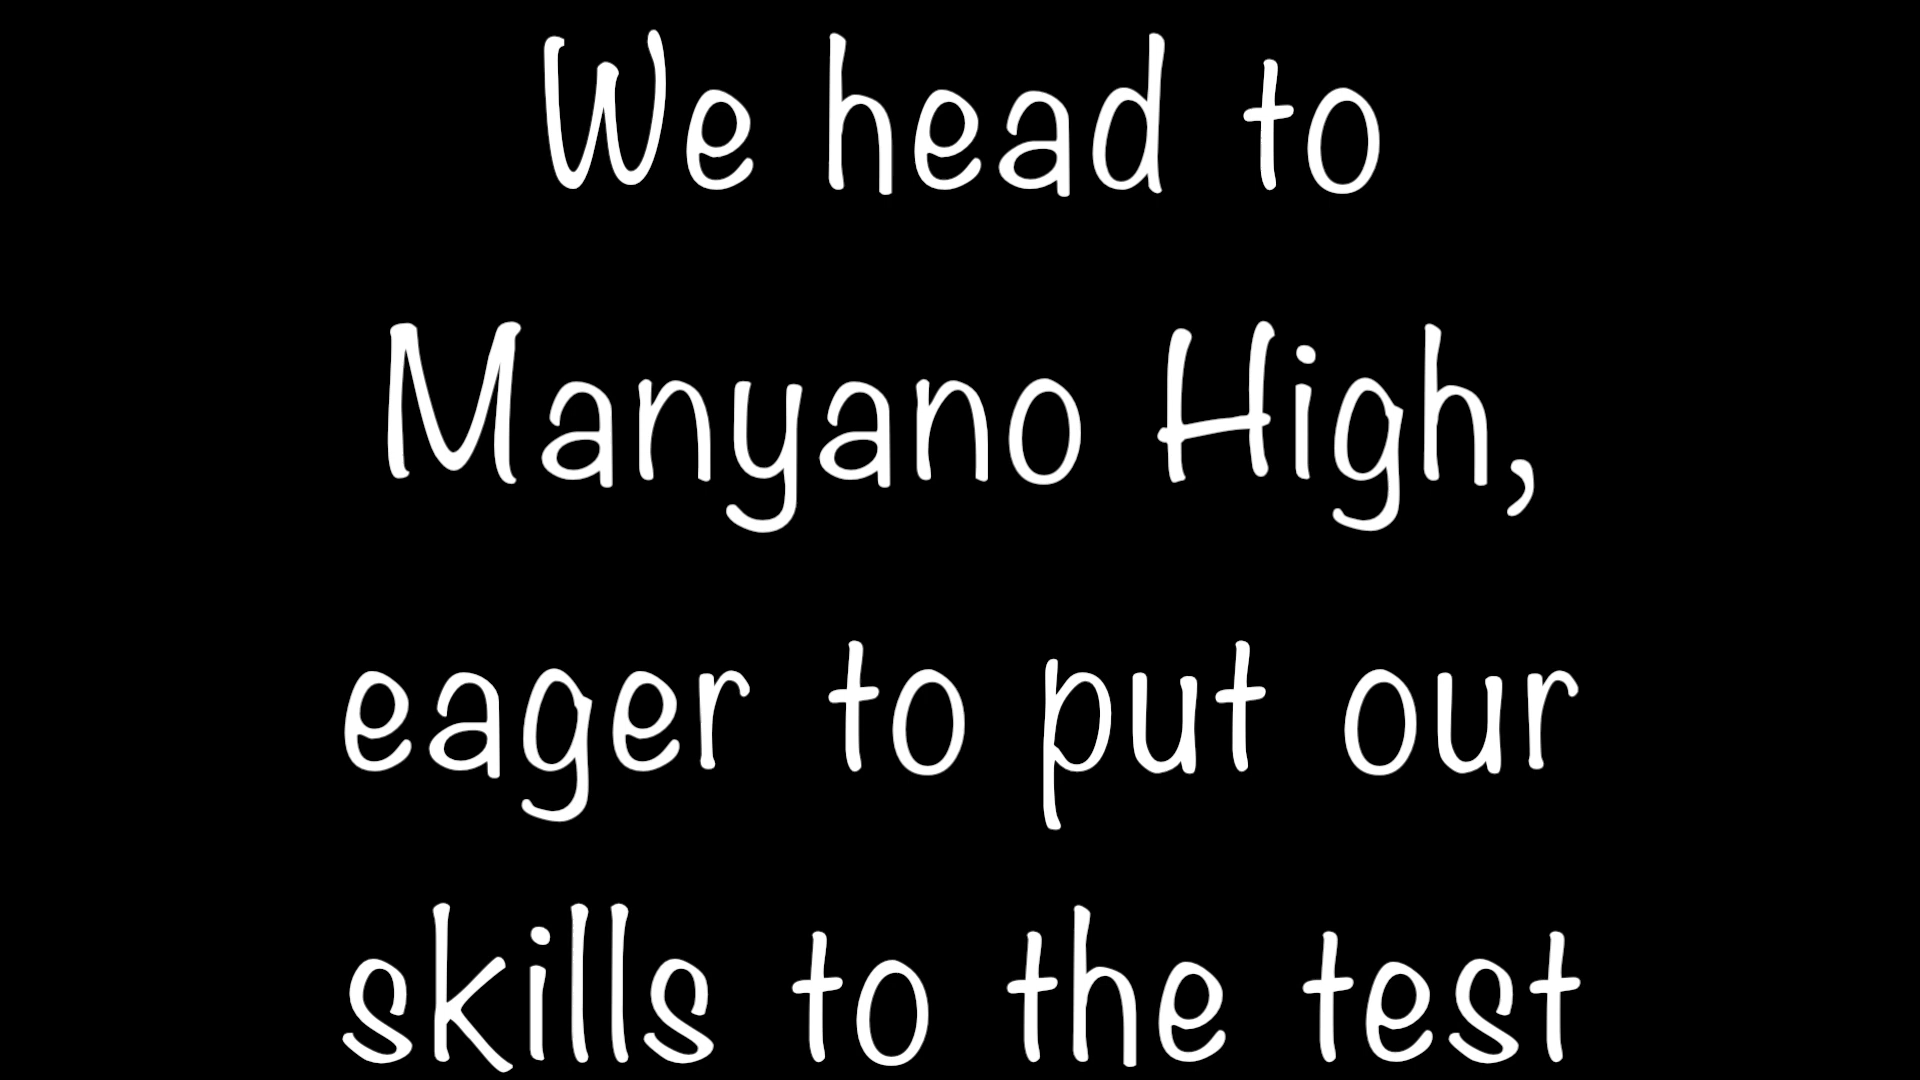 We head to
Manyano High,
eager to put our
skills to the test